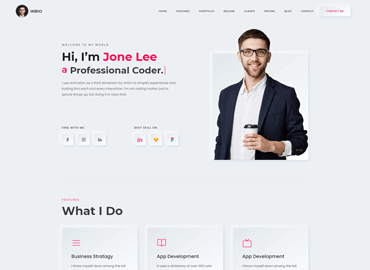 INBIO
HOME FEATURES PORTFOLIO RESUME CLIENTS PRICING BLOG CONTACT CONTACT ME
WELCOME TO MY WORLD
Hi, I'm Jone Lee
a Professional Coder.
I use animation as a third dimension by which to simplify experiences and
kuiding thro each and every interaction. I'm not adding motion just to
spruce things up, but doing it in ways that.
FIND WITH ME BEST SKILL ON
FEATURES
What I Do
Business Strategy App Development App Development
I throw myself down among the tall It uses a dictionary of over 200 Latin I throw myself down among the tall